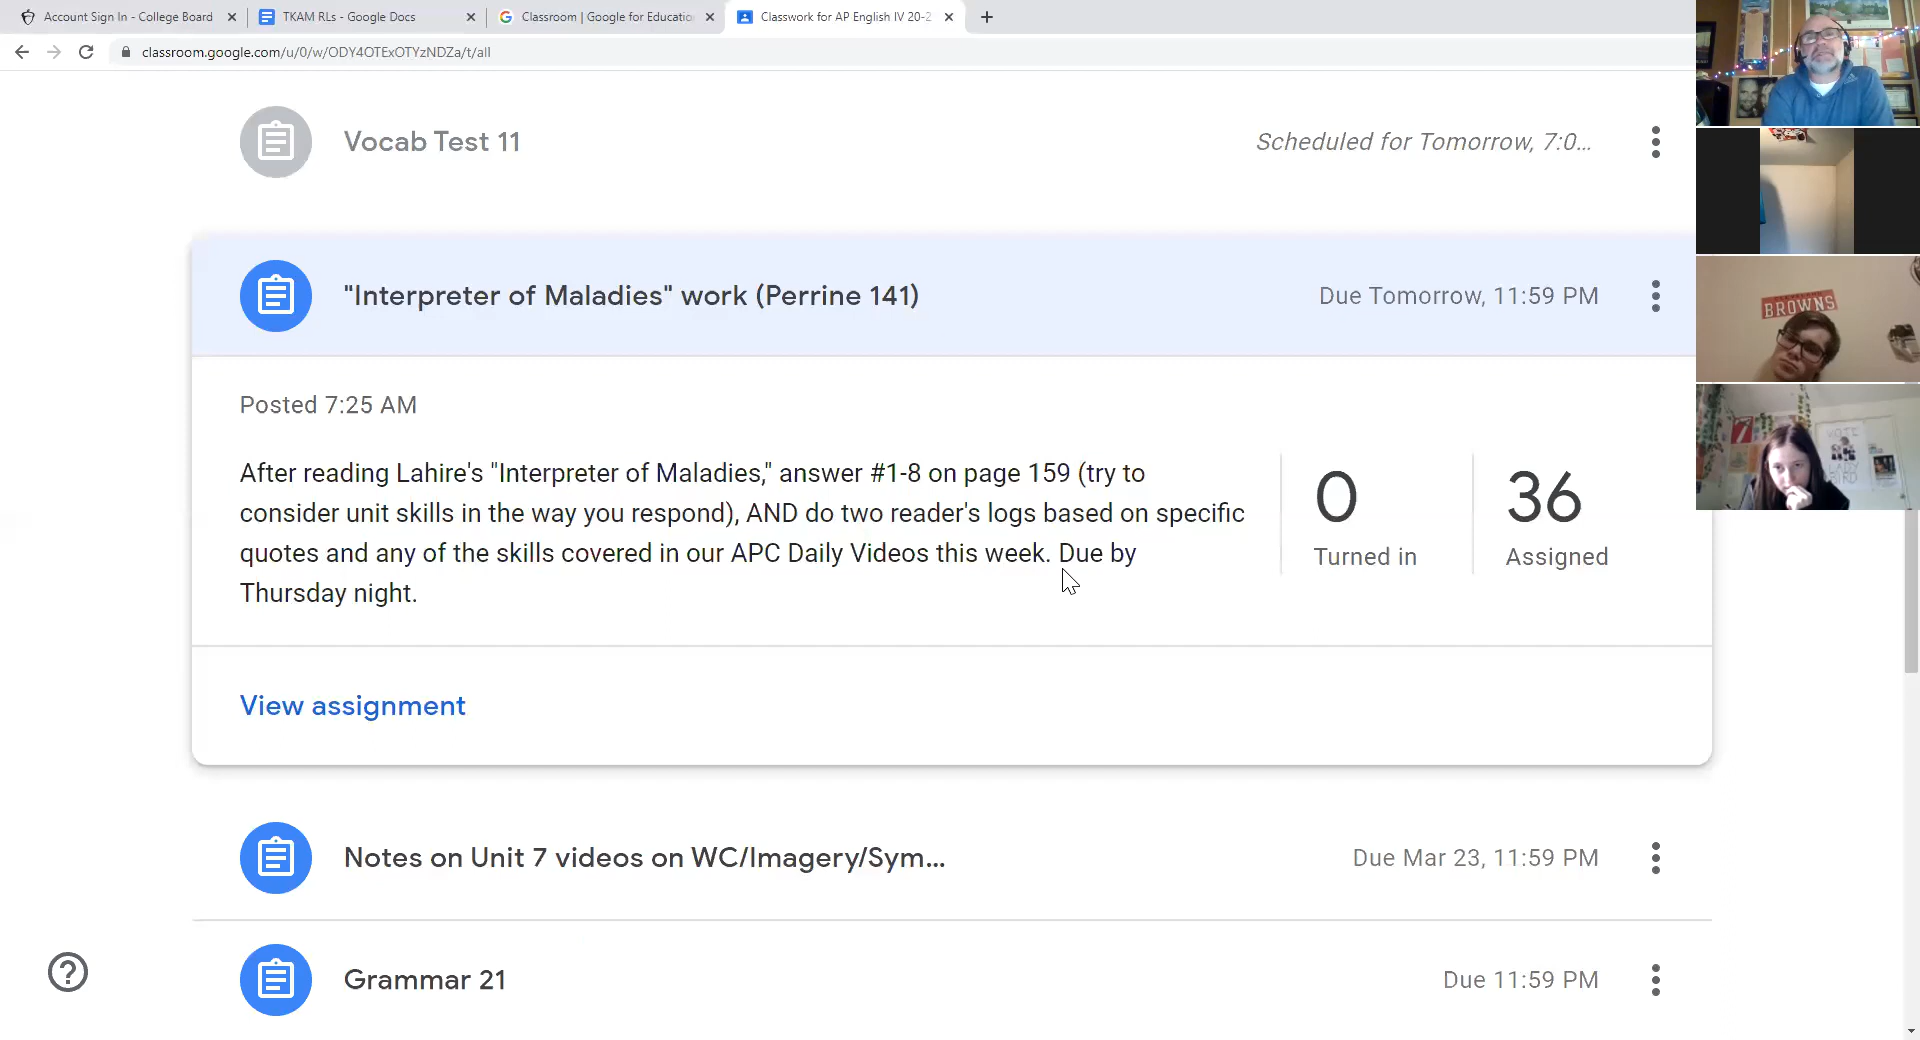 Account Sign In - College Board
TKAM RLs - Google Docs
Classroom | Google for Educatio
Classwork for AP English IV 20-2
classroom.google.com/u/0/w/ODY4OTExOTYzNDZa/t/all
Vocab Test 11
Scheduled for Tomorrow, 7:0...
"Interpreter of Maladies" work (Perrine 141)
Due Tomorrow, 11:59 PM
Posted 7:25 AM
After reading Lahire's "Interpreter of Maladies," answer #1-8 on page 159 (try to
consider unit skills in the way you respond), AND do two reader's logs based on specific
quotes and any of the skills covered in our APC Daily Videos this week. Due by
Thursday night.
0
Turned in
36
Assigned
View assignment
Notes on Unit 7 videos on WC/Imagery/Sym...
Due Mar 23, 11:59 PM
Grammar 21
Due 11:59 PM
BROWNS